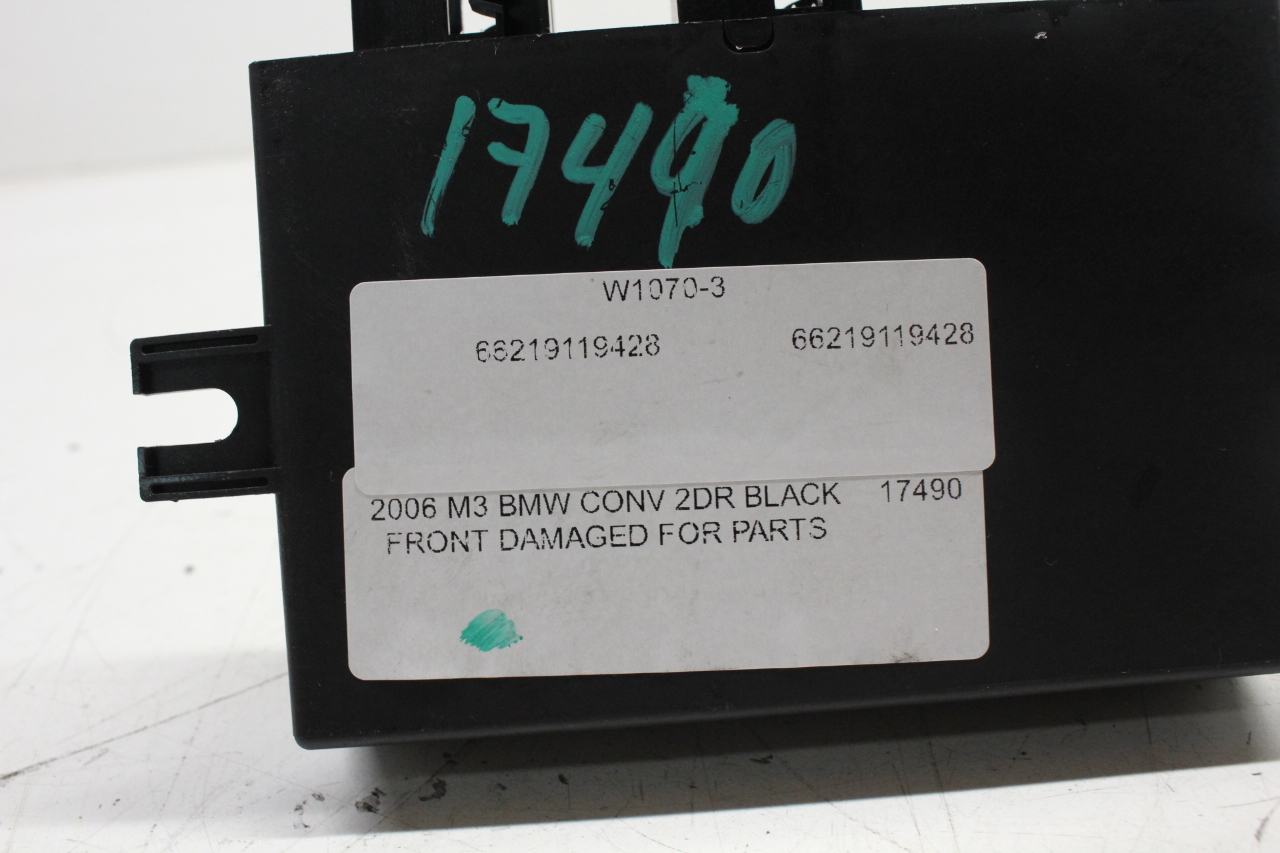 17490
W1070-3
66219119428 66219119428
2006 M3 BMW CONV 2DR BLACK 17490
FRONT DAMAGED FOR PARTS